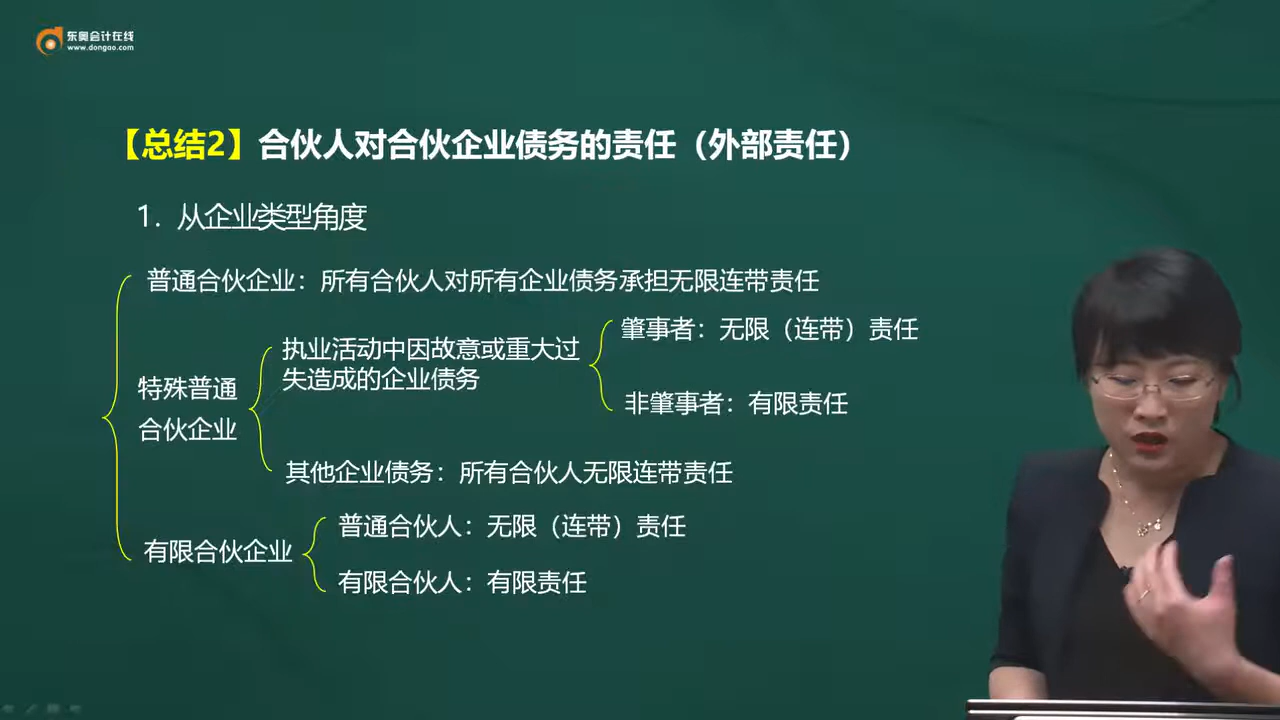 东奥会计在线
www.dongao.com
【总结2】合伙人对合伙企业债务的责任（外部责任）
1. 从企业类型角度
普通合伙企业：所有合伙人对所有企业债务承担无限连带责任
特殊普通
合伙企业
执业活动中因故意或重大过
失造成的企业债务
肇事者：无限（连带）责任
非肇事者：有限责任
其他企业债务：所有合伙人无限连带责任
有限合伙企业
普通合伙人：无限（连带）责任
有限合伙人：有限责任